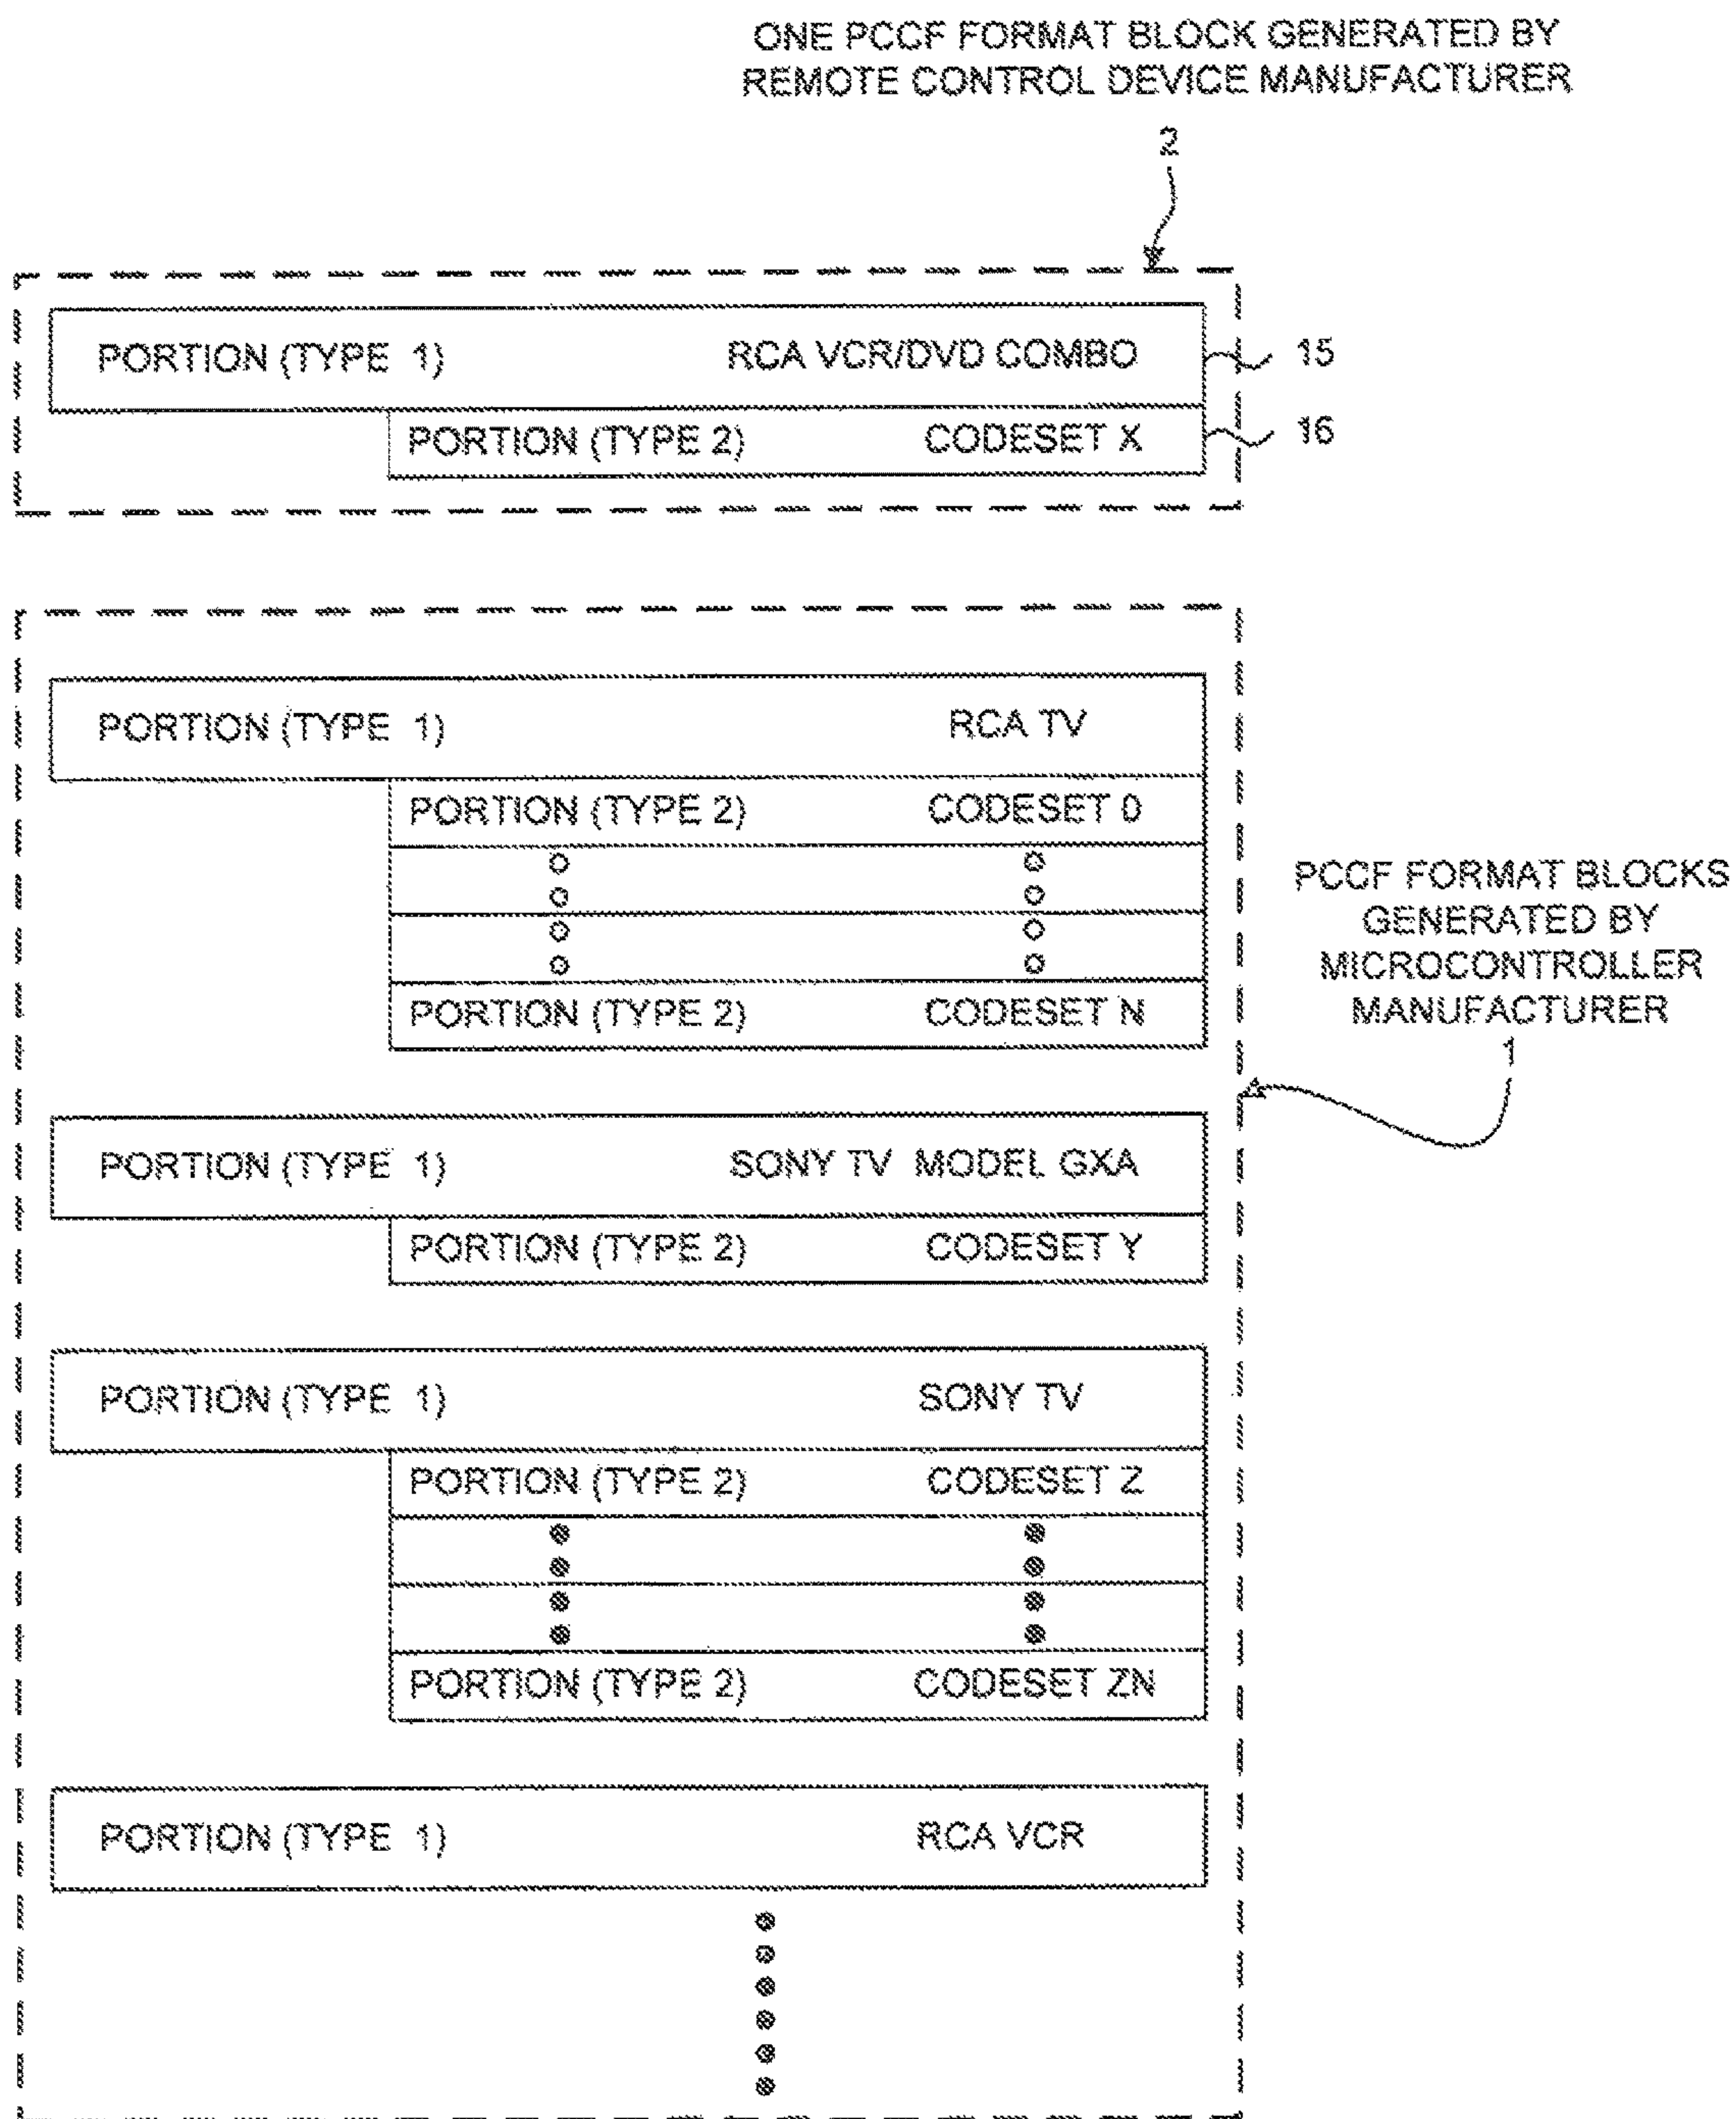 ONE PCCF FORMAT BLOCK GENERATED BY
REMOTE CONTROL DEVICE MANUFACTURER
2
PORTION (TYPE 1) RCA VCR/DVD COMBO 15
PORTION (TYPE 2) CODESET X 16
PORTION (TYPE 1) RCA TV
PORTION (TYPE 2) CODESET 0
PORTION (TYPE 2) CODESET N
PCCF FORMAT BLOCKS
GENERATED BY
MICROCONTROLLER
MANUFACTURER
1
PORTION (TYPE 1) SONY TV MODEL GXA
PORTION (TYPE 2) CODESET Y
PORTION (TYPE 1) SONY TV
PORTION (TYPE 2) CODESET Z
PORTION (TYPE 2) CODESET ZN
PORTION (TYPE 1) RCA VCR